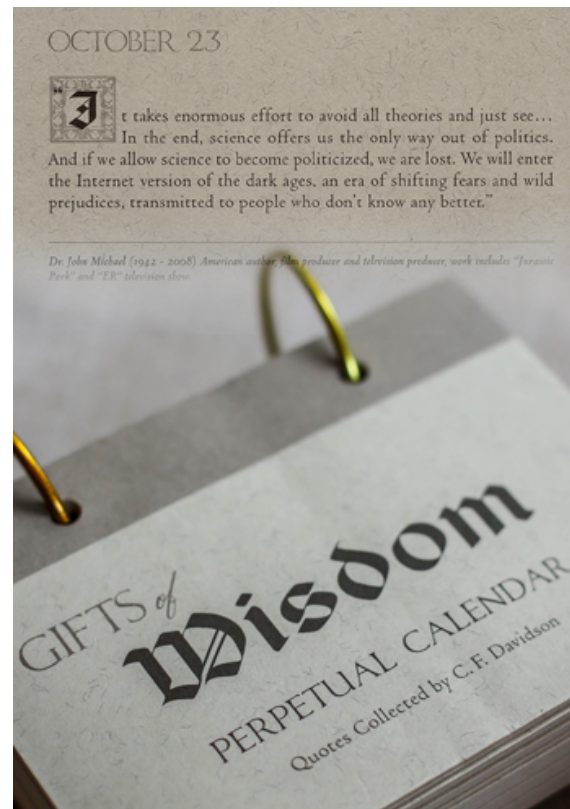 OCTOBER 23
"It takes enormous effort to avoid all theories and just see...
In the end, science offers us the only way out of politics.
And if we allow science to become politicized, we are lost. We will enter
the Internet version of the dark ages, an era of shifting fears and wild
prejudices, transmitted to people who don't know any better."
Dr. John Michael (1942 - 2008) American author, film producer and television producer, work includes "Jurassic
Park" and "ER" television show.
GIFTS of Wisdom
PERPETUAL CALENDAR
Quotes Collected by C.F. Davidson